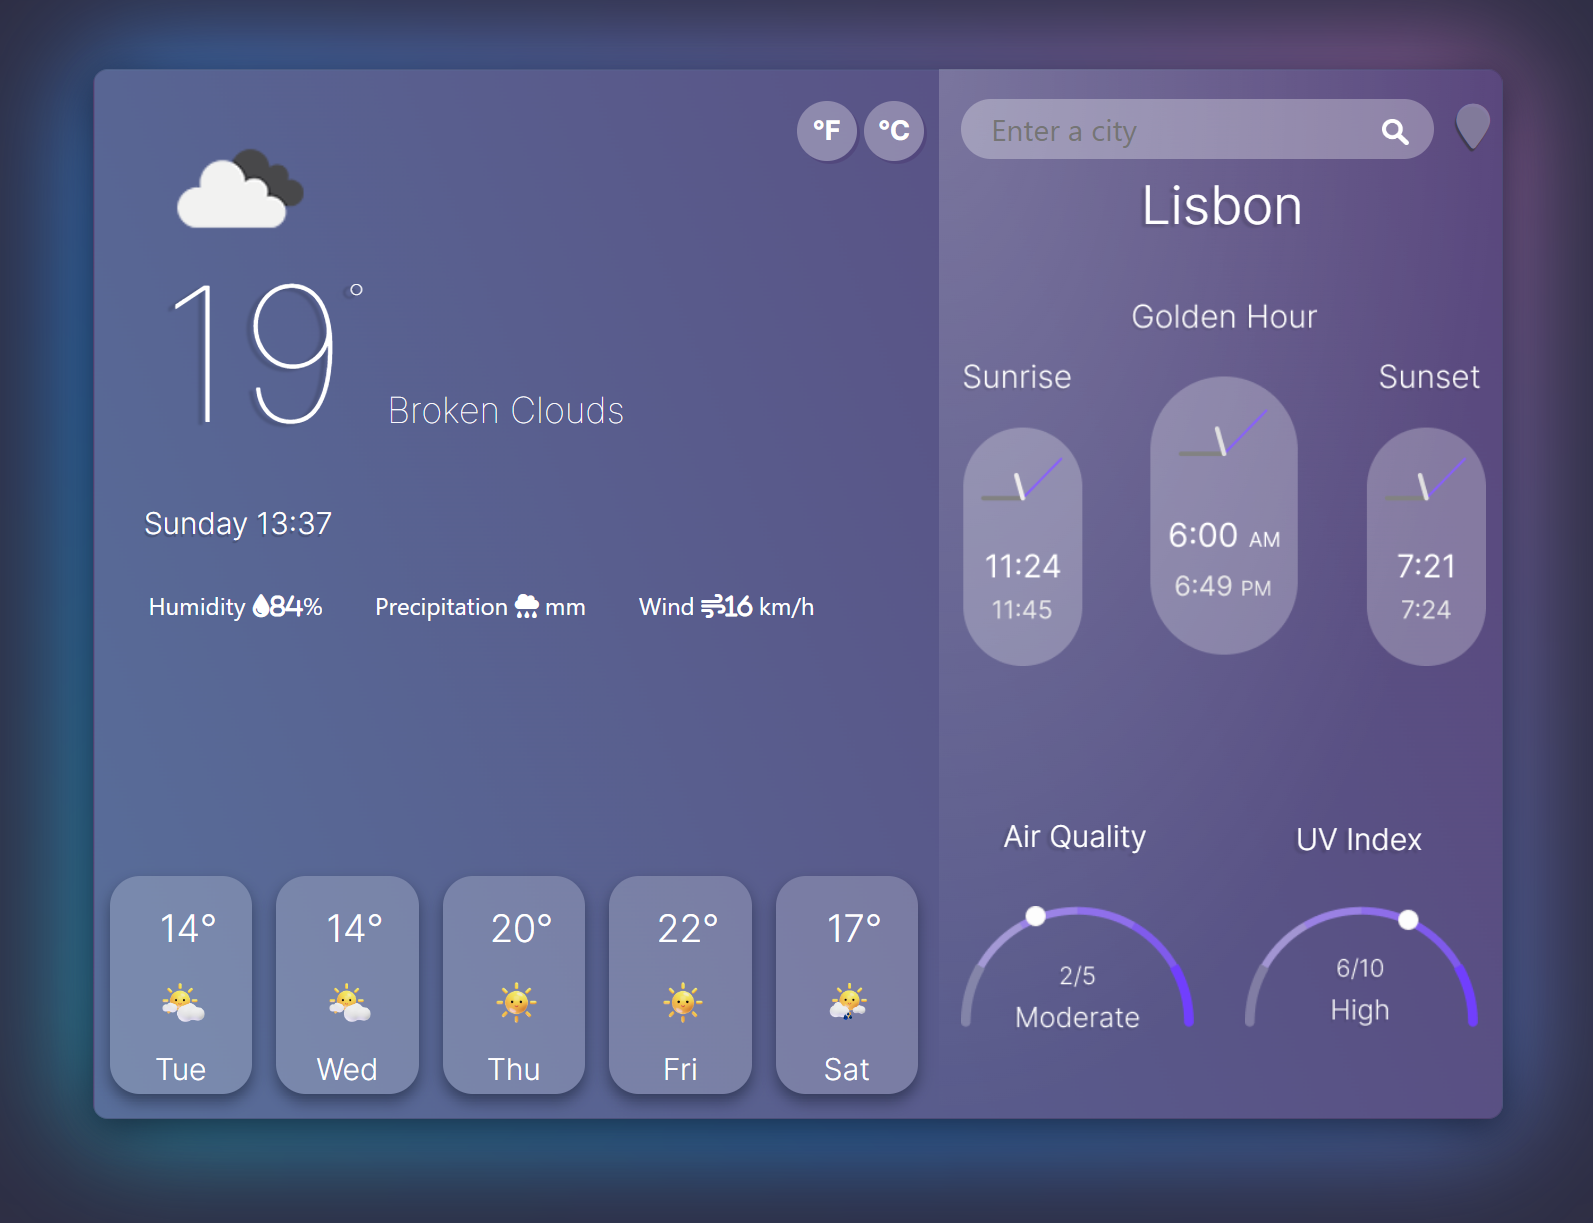 °F °C
Enter a city
Lisbon
19°
Broken Clouds
Sunday 13:37
Humidity 84%
Precipitation mm
Wind 16 km/h
14°
Tue
14°
Wed
20°
Thu
22°
Fri
17°
Sat
Golden Hour
Sunrise
11:24
11:45
6:00 AM
6:49 PM
Sunset
7:21
7:24
Air Quality
2/5
Moderate
UV Index
6/10
High